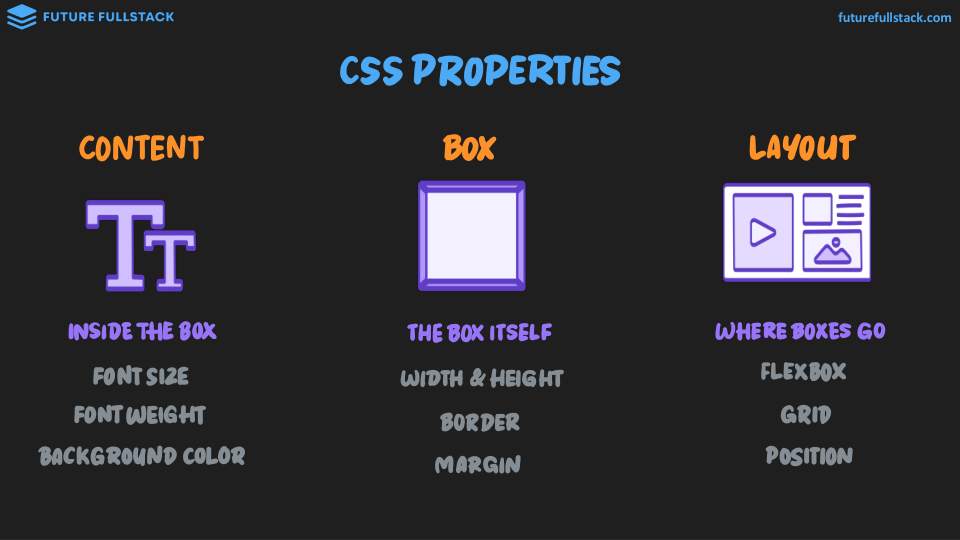 FUTURE FULLSTACK
futurefullstack.com
CSS PROPERTIES
CONTENT
BOX
LAYOUT
TT
INSIDE THE BOX
THE BOX ITSELF
WHERE BOXES GO
FONT SIZE
WIDTH & HEIGHT
FLEXBOX
FONT WEIGHT
BORDER
GRID
BACKGROUND COLOR
MARGIN
POSITION